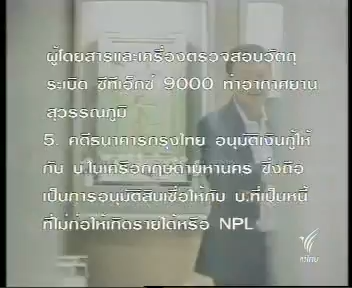 ผู้โดยสารและเครื่องตรวจสอบวัตถุ
ระเบิด ซีทีเอ็กซ์ 9000 ท่าอากาศยาน
สุวรรณภูมิ
5. คดีธนาคารกรุงไทย อนุมัติเงินกู้ให้
กับ บ.ในเครือกฤษดามหานคร ซึ่งถือ
เป็นการอนุมัติสินเชื่อให้กับ บ.ที่เป็นหนี้
ที่ไม่ก่อให้เกิดรายได้หรือ NPL